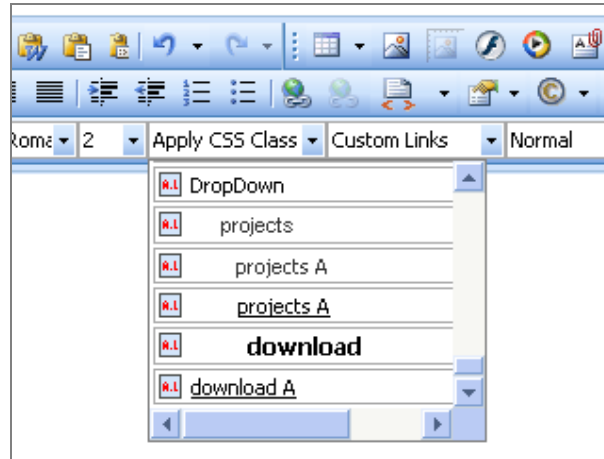 Roma 2 Apply CSS Class Custom Links Normal
DropDown
projects
projects A
projects A
download
download A